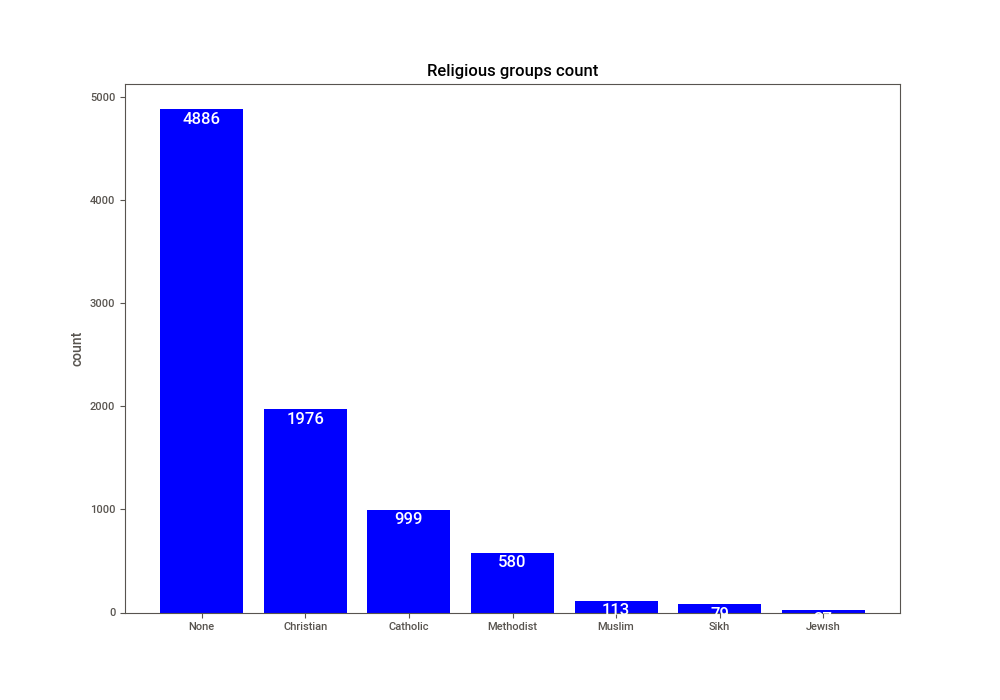 Religious groups count
5000
4000
3000
2000
1000
0
count
4886
1976
999
580
113
79
None
Christian
Catholic
Methodist
Muslim
Sikh
Jewish